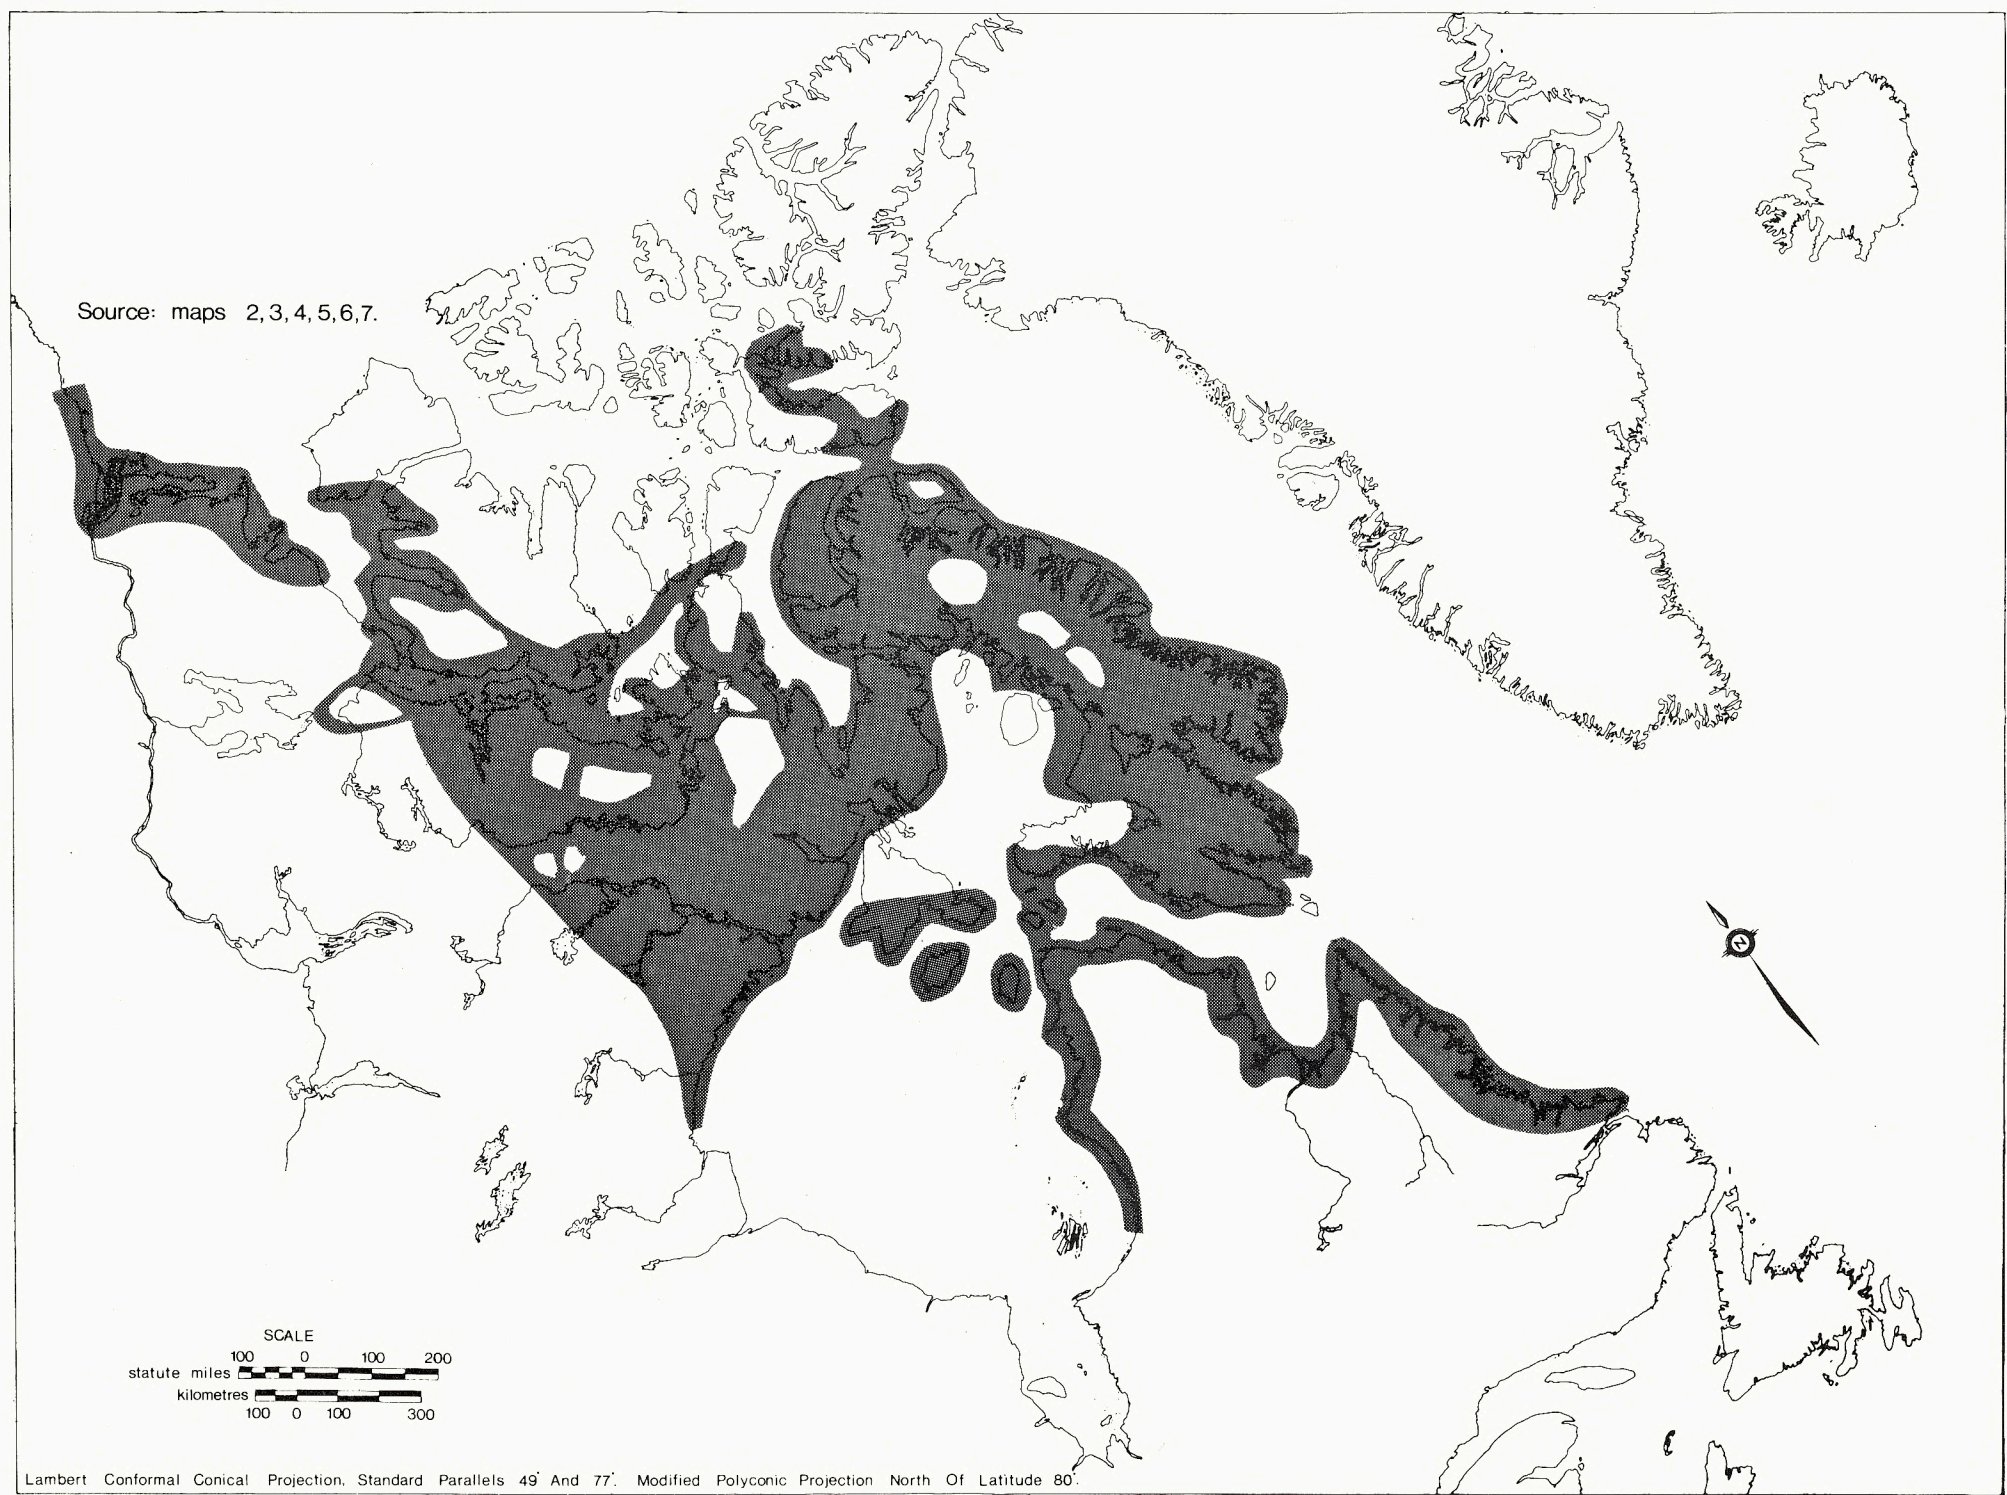 Source: maps 2,3,4,5,6,7.
N
SCALE
100 0 100 200
statute miles
kilometres
100 0 100 300
Lambert Conformal Conical Projection, Standard Parallels 49° And 77°. Modified Polyconic Projection North Of Latitude 80°.